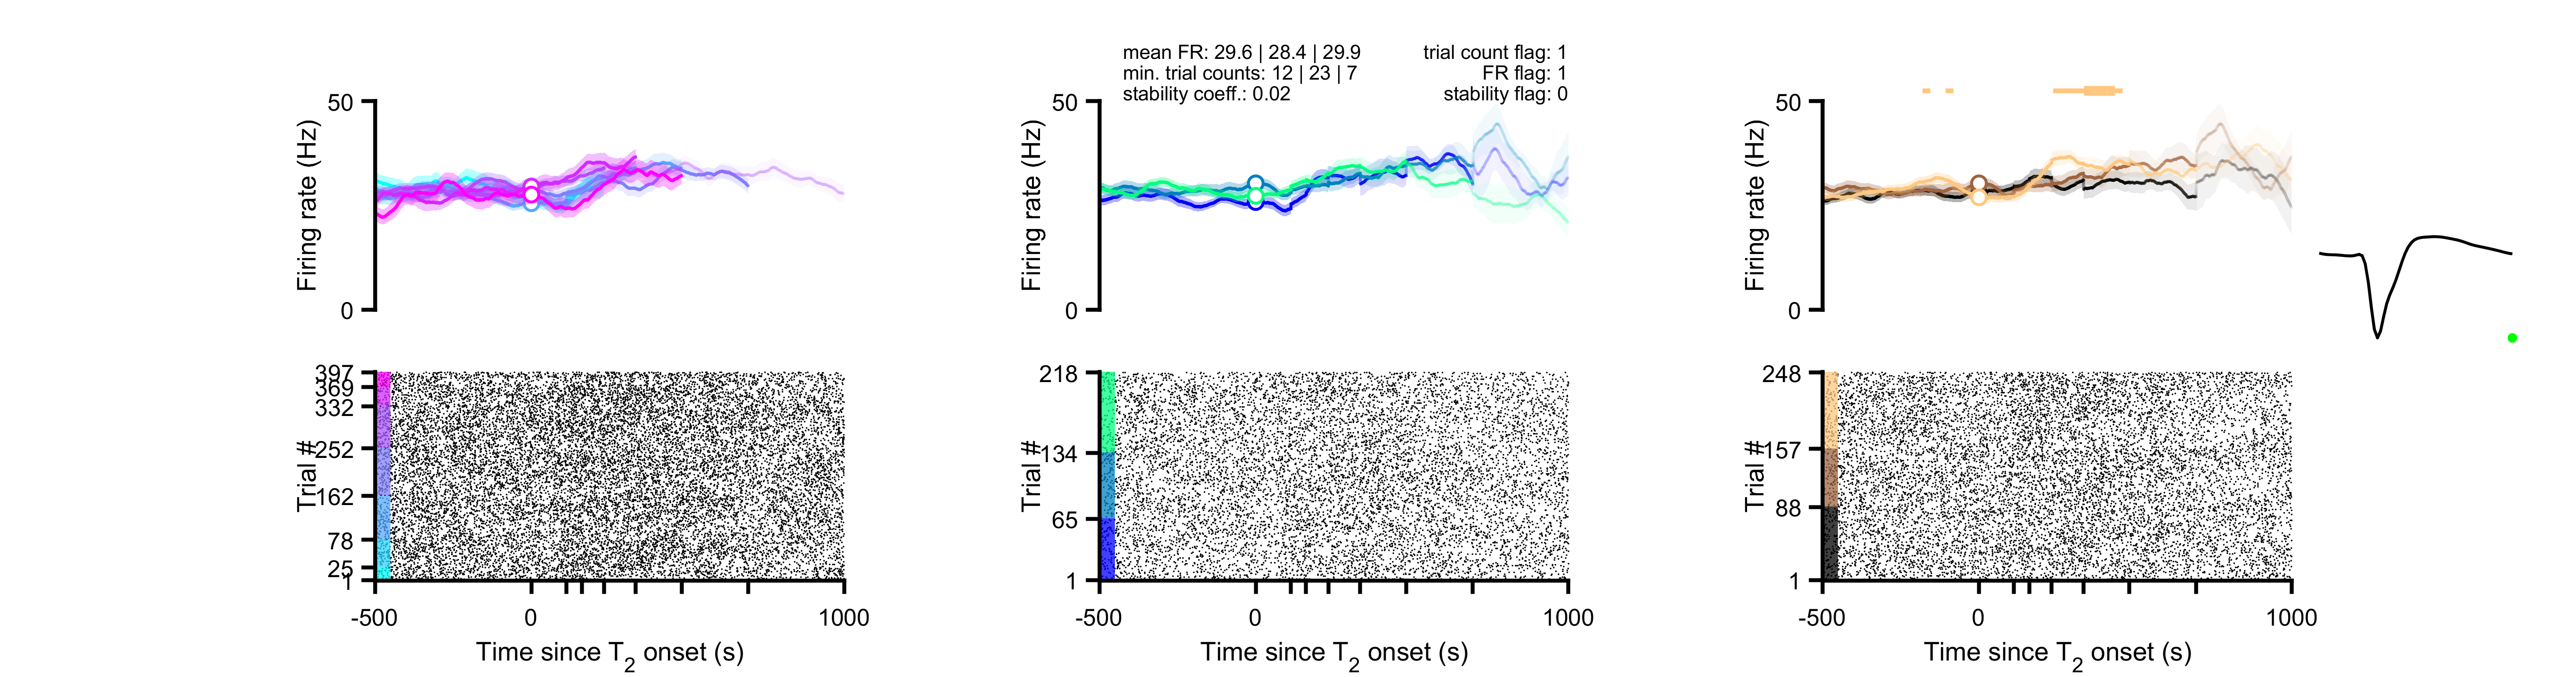 mean FR: 29.6 | 28.4 | 29.9
min. trial counts: 12 | 23 | 7
stability coeff.: 0.02
trial count flag: 1
FR flag: 1
stability flag: 0
50
Firing rate (Hz)
0
50
Firing rate (Hz)
0
50
Firing rate (Hz)
0
397
369
332
252
162
78
25
1
Trial #
-500
0
1000
Time since T2 onset (s)
218
134
65
1
Trial #
-500
0
1000
Time since T2 onset (s)
248
157
88
1
Trial #
-500
0
1000
Time since T2 onset (s)